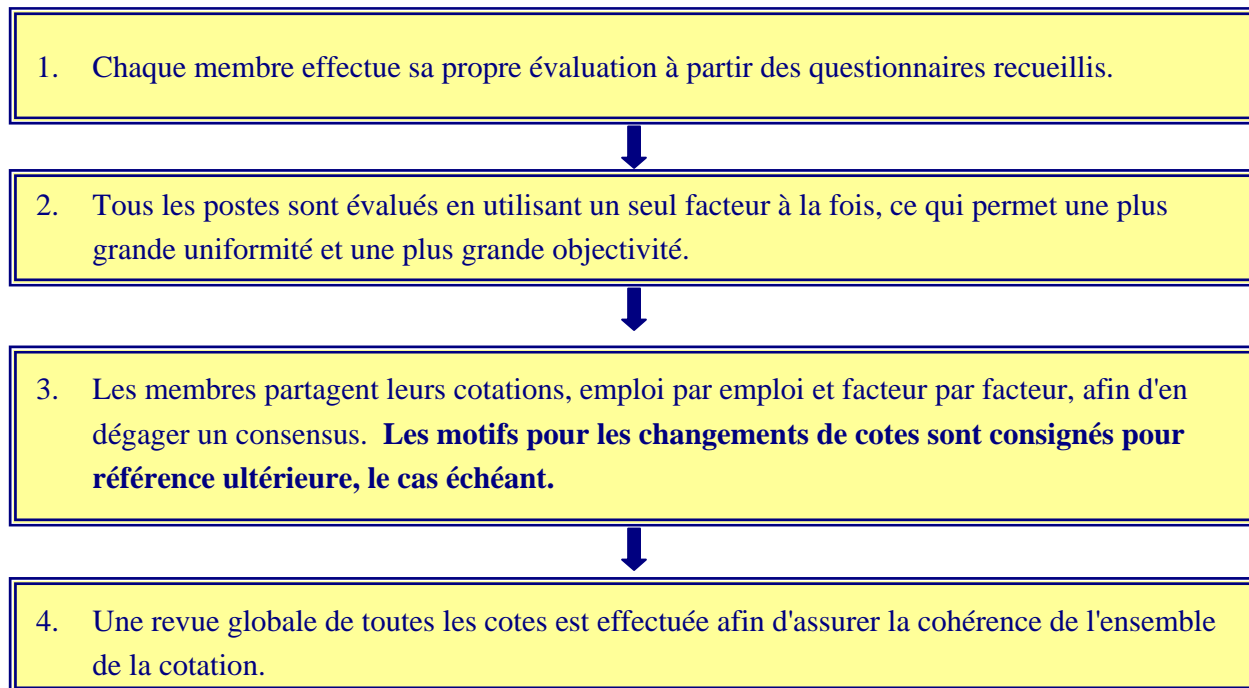 1. Chaque membre effectue sa propre évaluation à partir des questionnaires recueillis.
2. Tous les postes sont évalués en utilisant un seul facteur à la fois, ce qui permet une plus
grande uniformité et une plus grande objectivité.
3. Les membres partagent leurs cotations, emploi par emploi et facteur par facteur, afin d'en
dégager un consensus. Les motifs pour les changements de cotes sont consignés pour
référence ultérieure, le cas échéant.
4. Une revue globale de toutes les cotes est effectuée afin d'assurer la cohérence de l'ensemble
de la cotation.